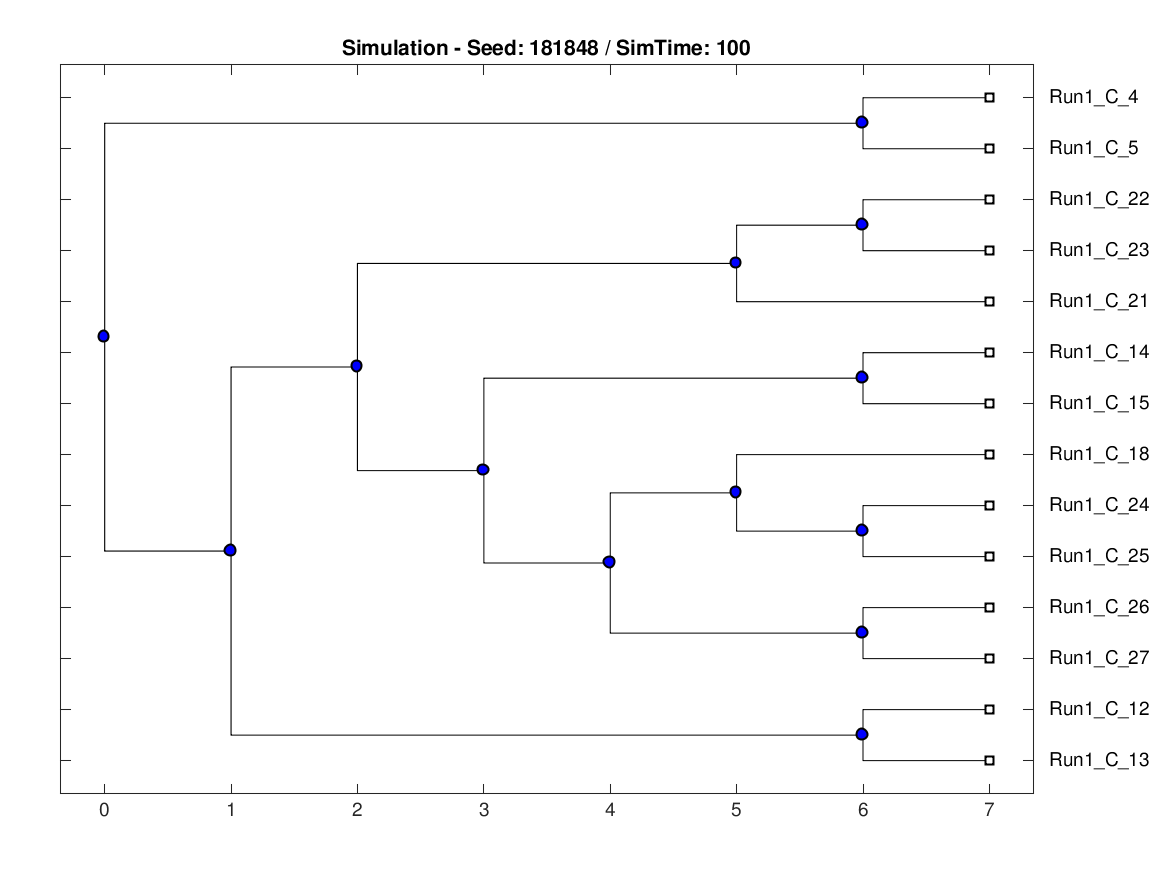 Simulation - Seed: 181848 / SimTime: 100
Run1_C_4
Run1_C_5
Run1_C_22
Run1_C_23
Run1_C_21
Run1_C_14
Run1_C_15
Run1_C_18
Run1_C_24
Run1_C_25
Run1_C_26
Run1_C_27
Run1_C_12
Run1_C_13
0 1 2 3 4 5 6 7